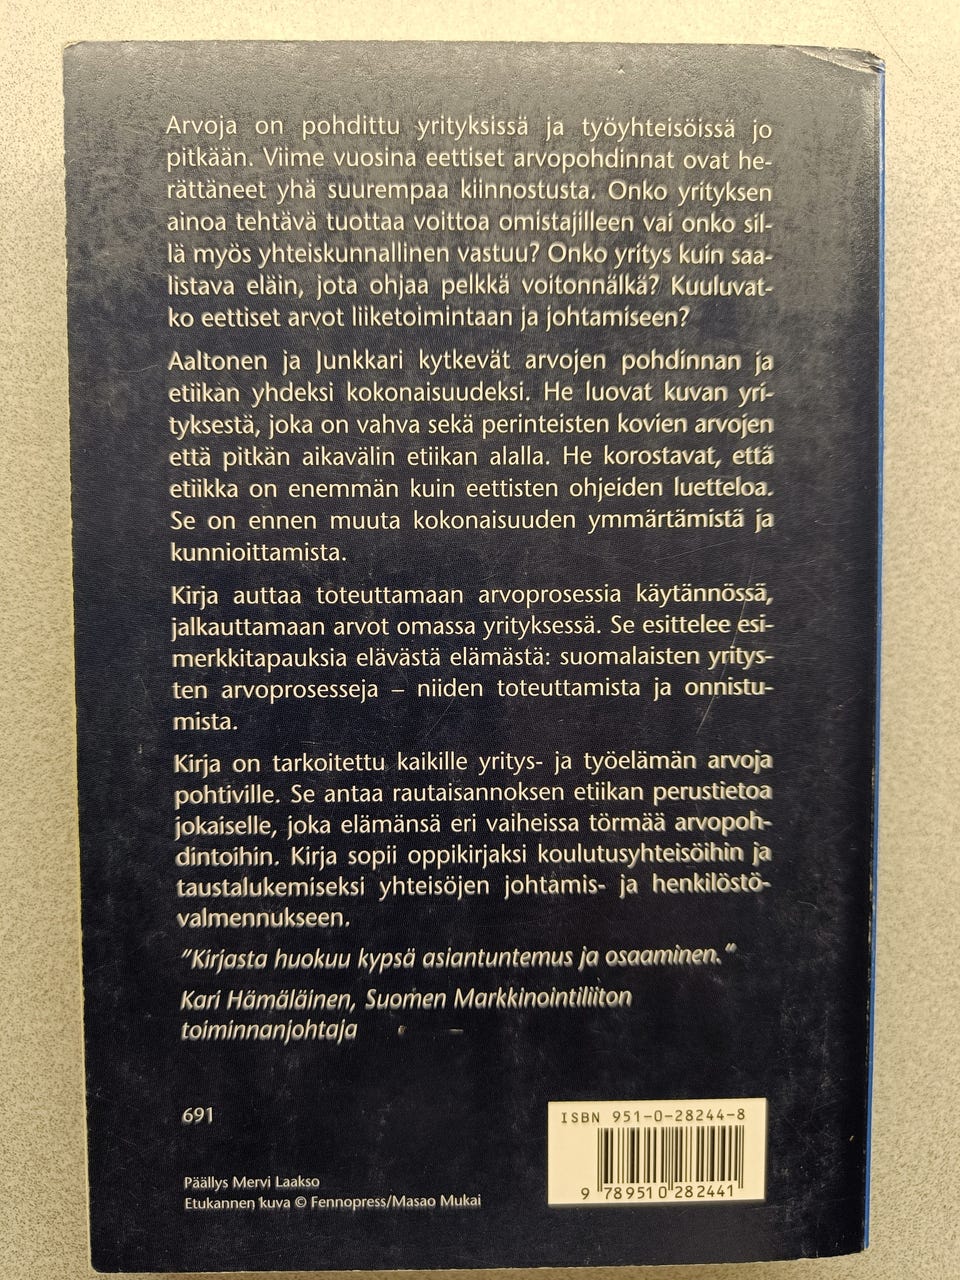 Arvoja on pohdittu yrityksissä ja työyhteisöissä jo
pitkään. Viime vuosina eettiset arvopohdinnat ovat he-
rättäneet yhä suurempaa kiinnostusta. Onko yrityksen
ainoa tehtävä tuottaa voittoa omistajilleen vai onko sil-
lä myös yhteiskunnallinen vastuu? Onko yritys kuin saa-
listava eläin, jota ohjaa pelkkä voitonnälkä? Kuuluvat-
ko eettiset arvot liiketoimintaan ja johtamiseen?
Aaltonen ja Junkkari kytkevät arvojen pohdinnan ja
etiikan yhdeksi kokonaisuudeksi. He luovat kuvan yri-
tyksestä, joka on vahva sekä perinteisten kovien arvojen
että pitkän aikavälin etiikan alalla. He korostavat, että
etiikka on enemmän kuin eettisten ohjeiden luetteloa.
Se on ennen muuta kokonaisuuden ymmärtämistä ja
kunnioittamista.
Kirja auttaa toteuttamaan arvoprosessia käytännössä,
jalkauttamaan arvot omassa yrityksessä. Se esittelee esi-
merkkitapauksia elävästä elämästä: suomalaisten yritys-
ten arvoprosesseja – niiden toteuttamista ja onnistu-
mista.
Kirja on tarkoitettu kaikille yritys- ja työelämän arvoja
pohtiville. Se antaa rautaisannoksen etiikan perustietoa
jokaiselle, joka elämänsä eri vaiheissa törmää arvopoh-
dintoihin. Kirja sopii oppikirjaksi koulutusyhteisöihin ja
taustalukemiseksi yhteisöjen johtamis- ja henkilöstö-
valmennukseen.
"Kirjasta huokuu kypsä asiantuntemus ja osaaminen."
Kari Hämäläinen, Suomen Markkinointiliiton
toiminnanjohtaja
691
ISBN 951-0-28244-8
9 789510 282441
Päällys Mervi Laakso
Etukannen kuva © Fennopress/Masao Mukai